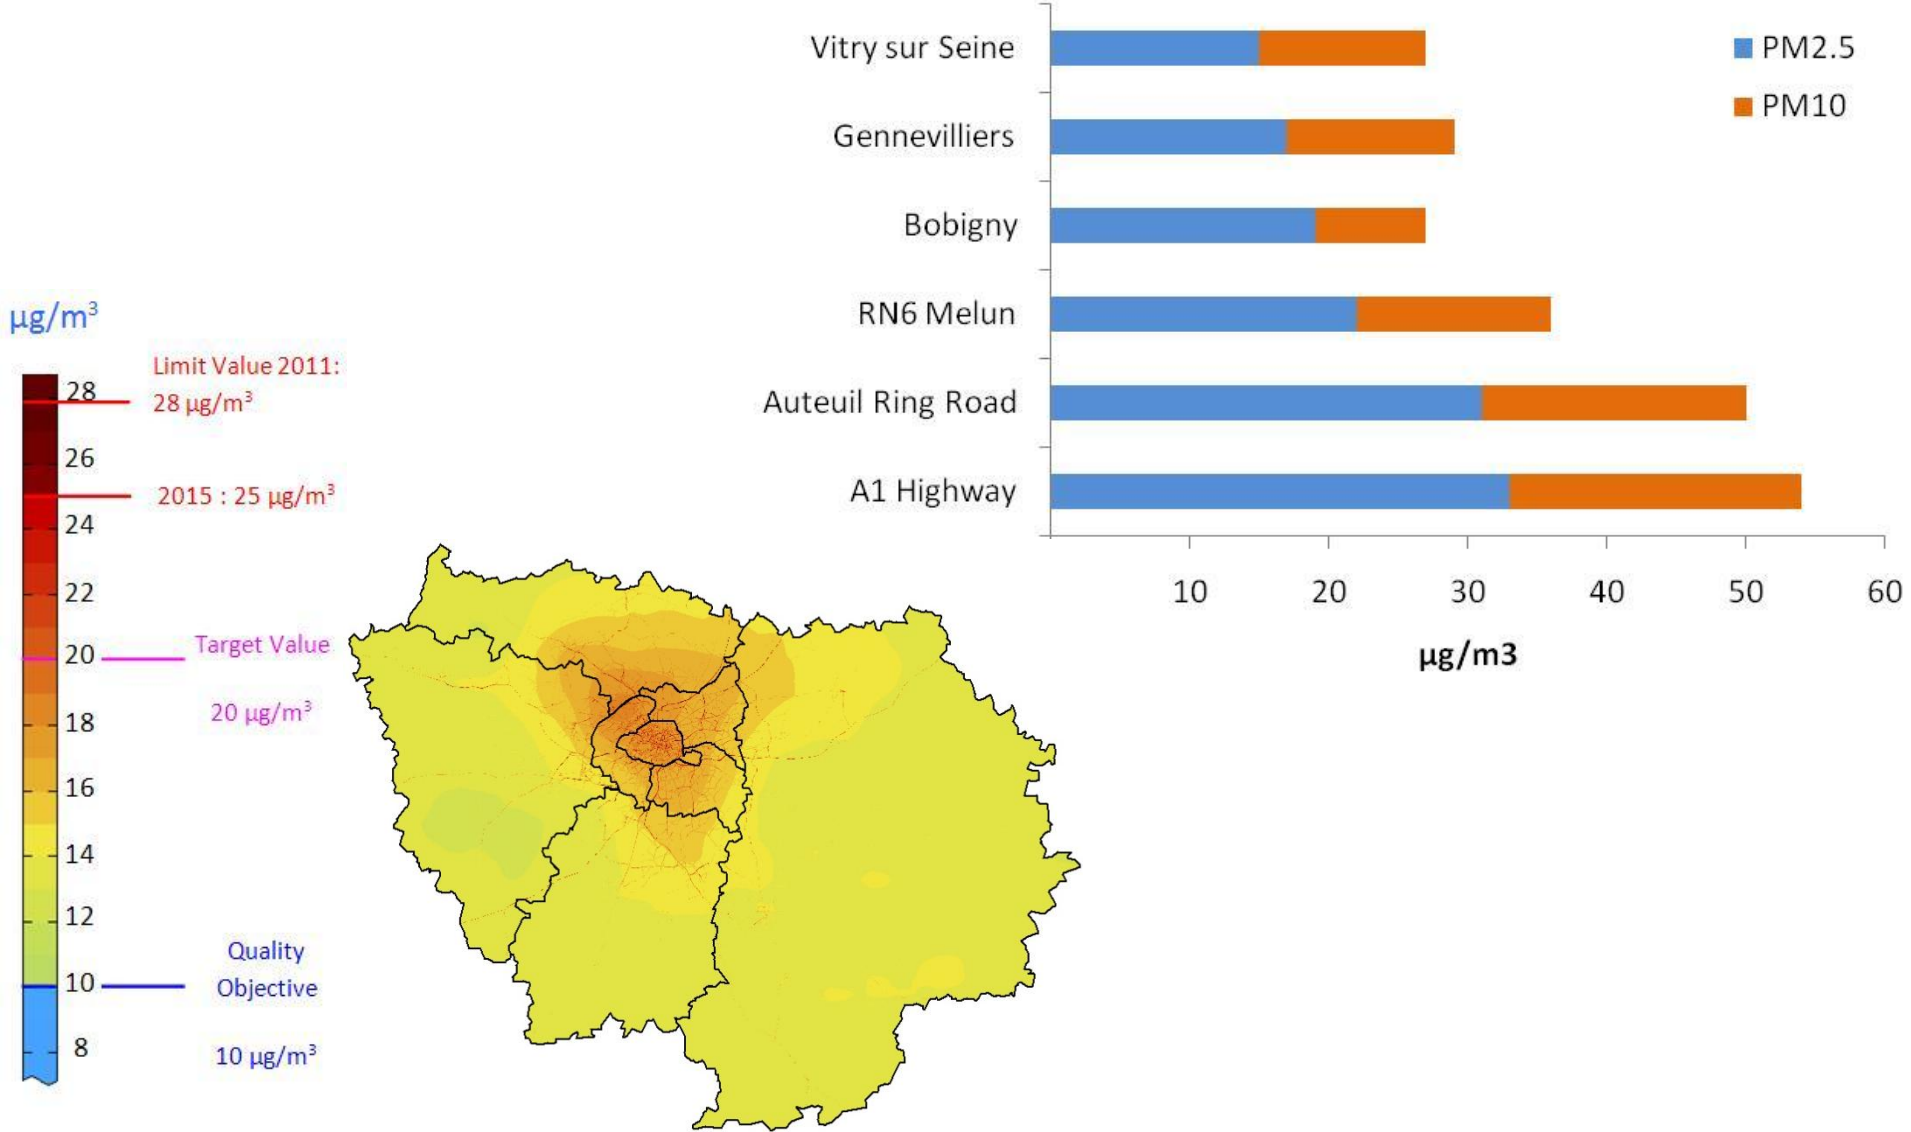 Vitry sur Seine
Gennevilliers
Bobigny
RN6 Melun
Auteuil Ring Road
A1 Highway
PM2.5
PM10
10 20 30 40 50 60
µg/m3
µg/m³
28
26
24
22
20
18
16
14
12
10
8
Limit Value 2011:
28 µg/m³
2015 : 25 µg/m³
Target Value
20 µg/m³
Quality
Objective
10 µg/m³